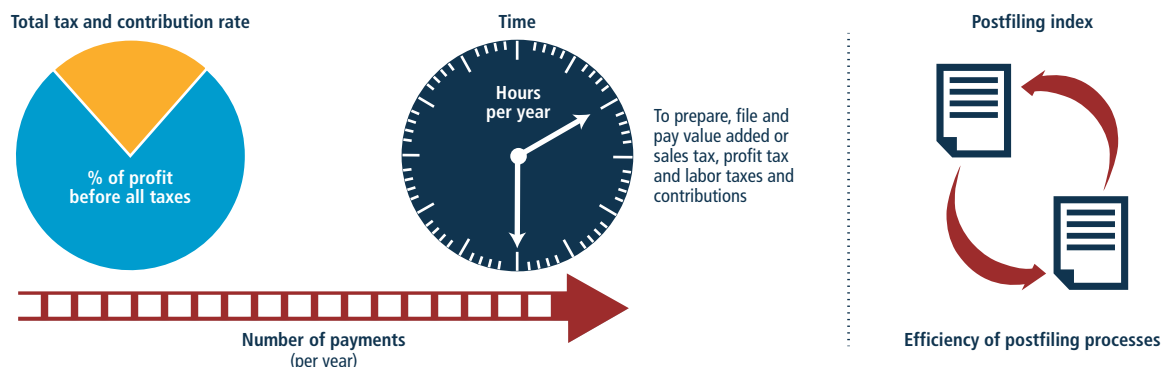 Total tax and contribution rate
% of profit
before all taxes
Time
Hours
per year
To prepare, file and
pay value added or
sales tax, profit tax
and labor taxes and
contributions
Number of payments
(per year)
Postfiling index
Efficiency of postfiling processes